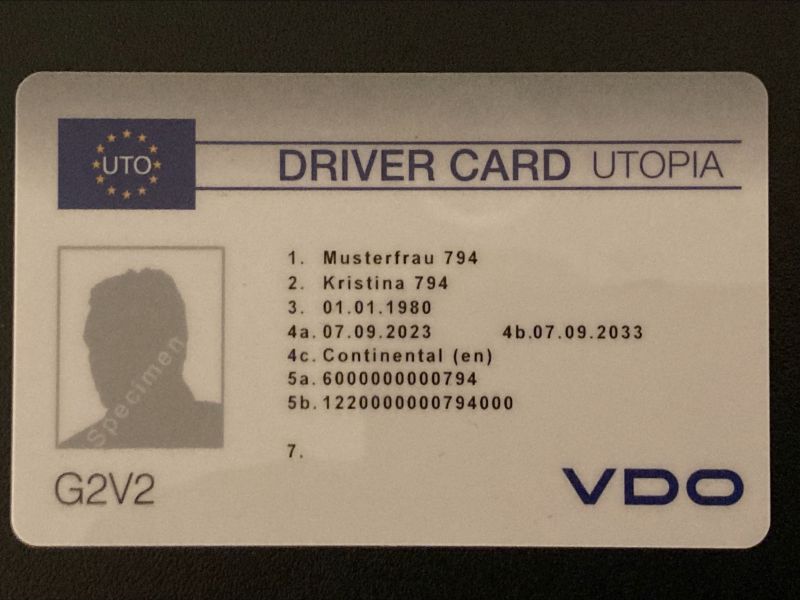 UTO
DRIVER CARD UTOPIA
1. Musterfrau 794
2. Kristina 794
3. 01.01.1980
4a. 07.09.2023 4b. 07.09.2033
4c. Continental (en)
5a. 6000000000794
5b. 1220000000794000
7.
Specimen
G2V2
VDO